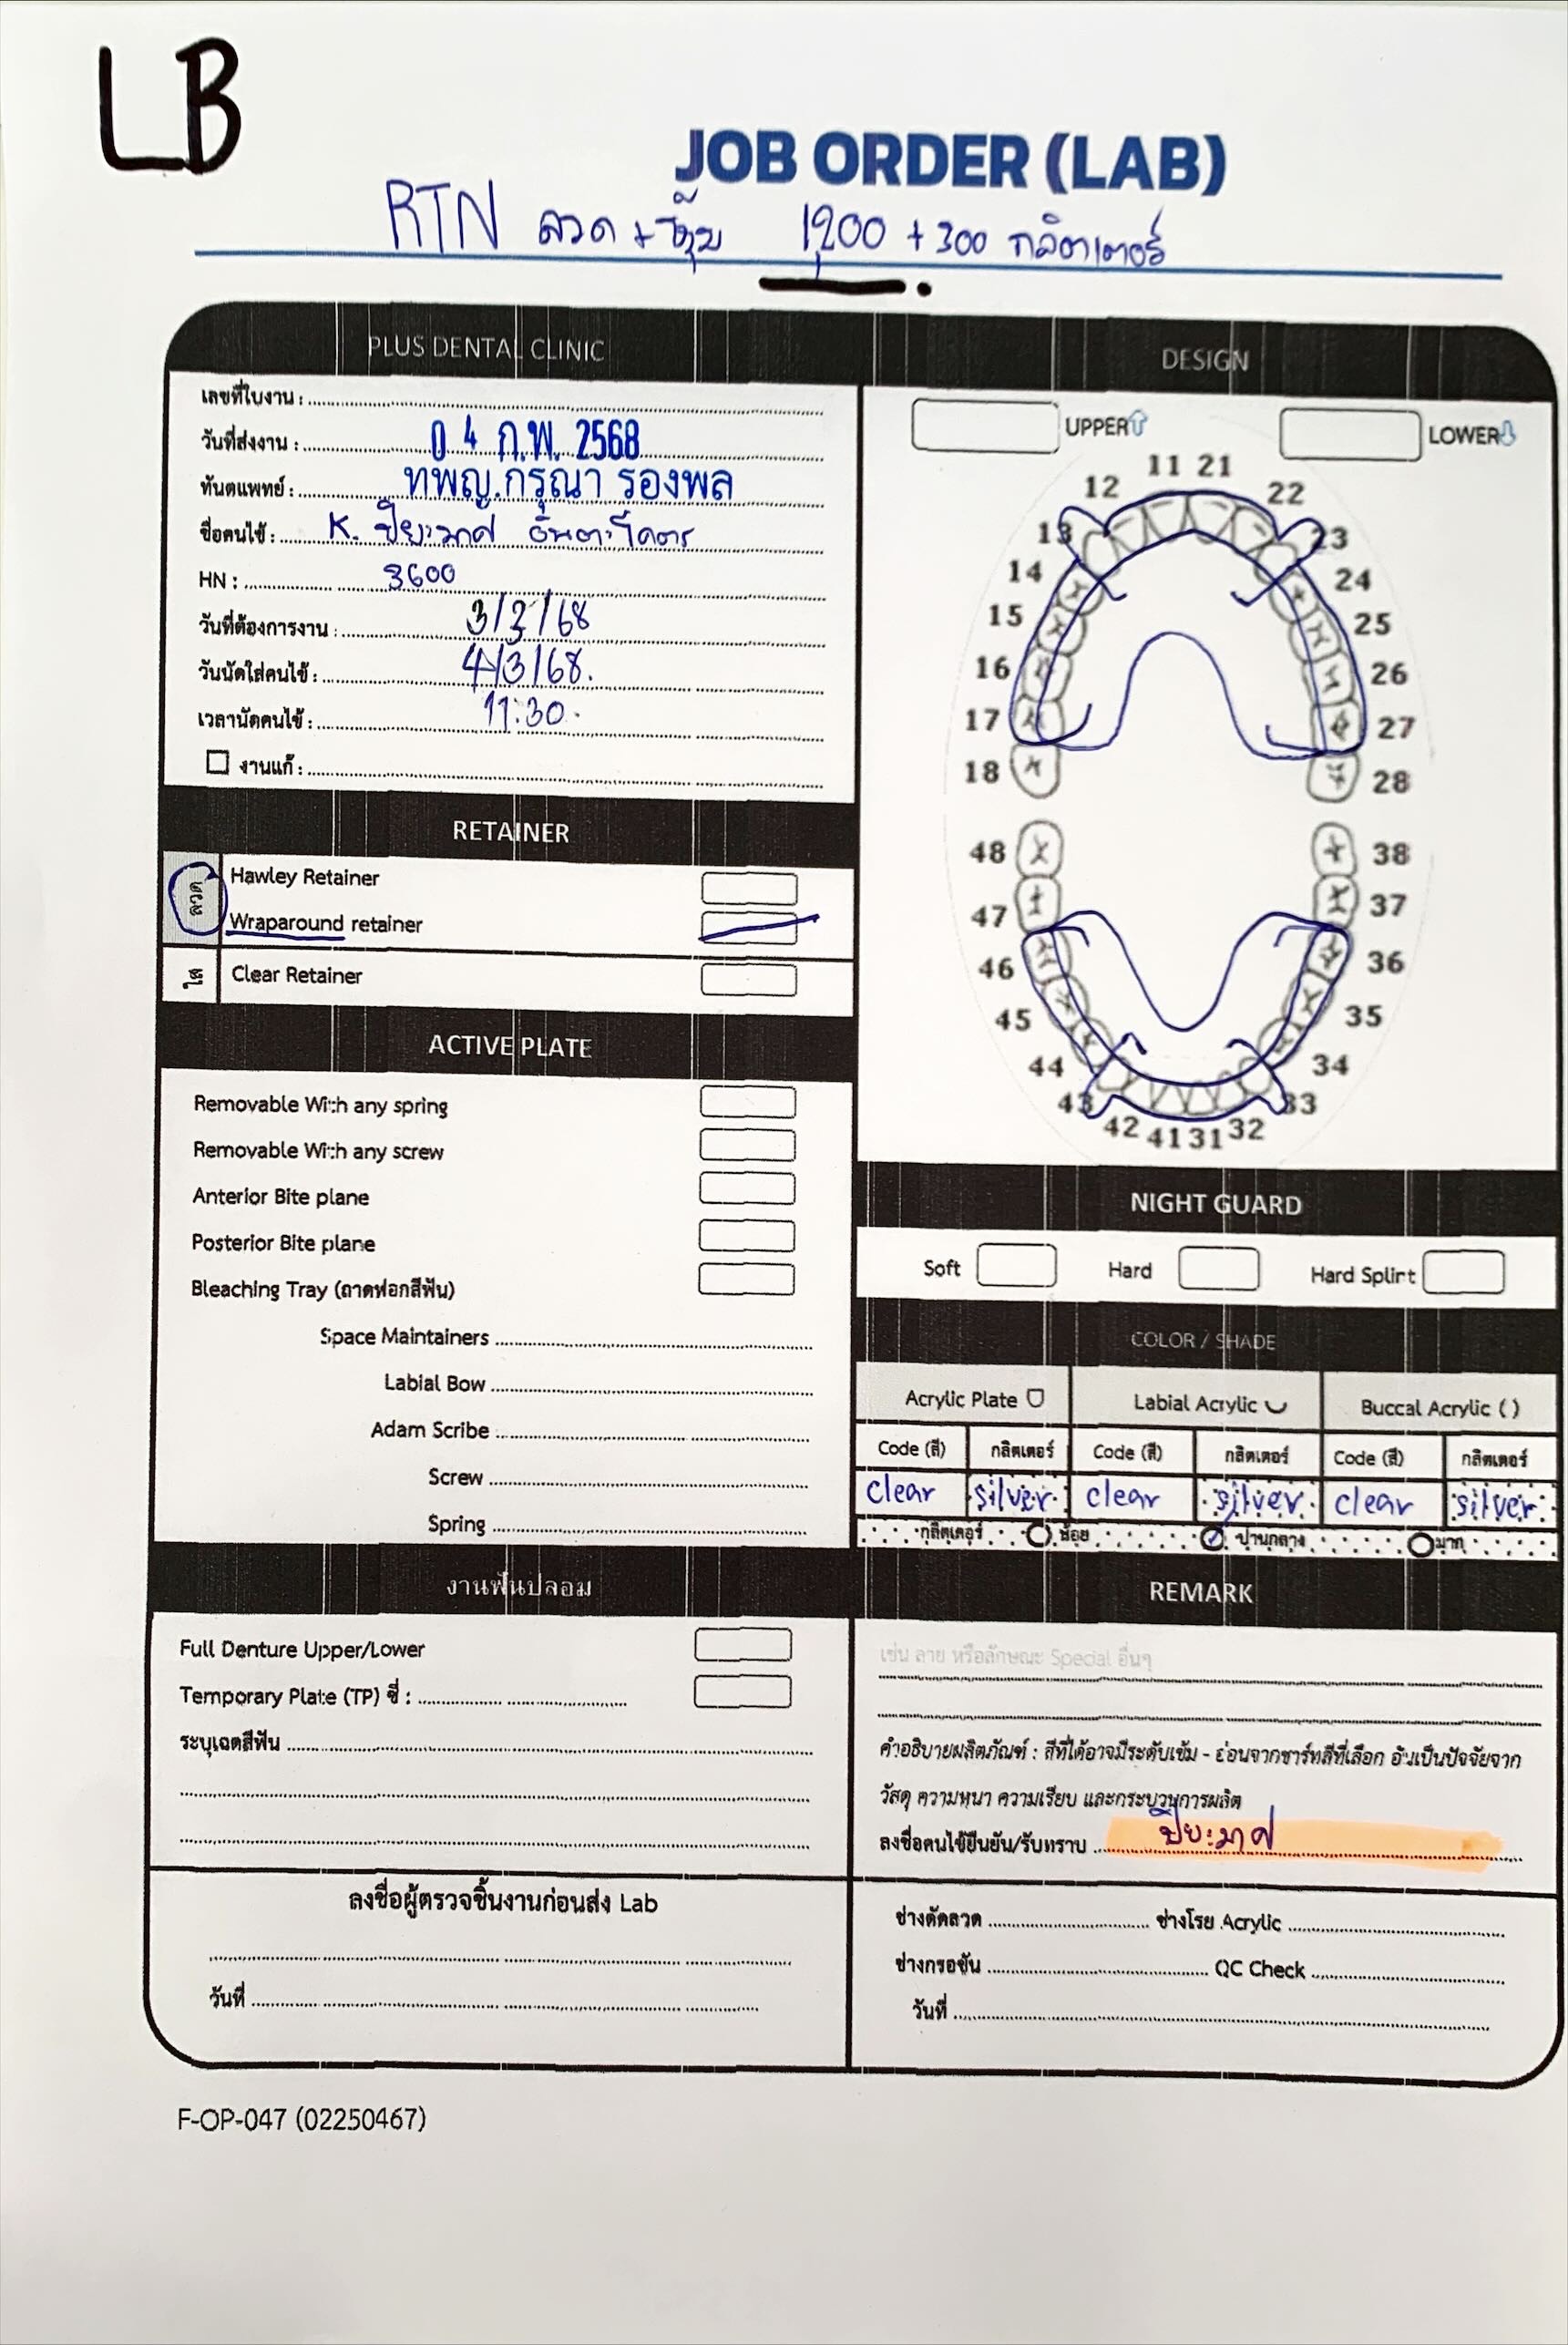 LB
JOB ORDER (LAB)
RTN ลวด + หุ้ม 1,200 + 300 กลิตเตอร์
PLUS DENTAL CLINIC
เลขที่ใบงาน :
วันที่ส่งงาน : 0 4 ก.พ. 2568
ทันตแพทย์ : ทพญ.กรุณา รองพล
ชื่อคนไข้ : K. ปิยะมาศ
HN : 3600
วันที่ต้องการงาน : 3/3/68
วันนัดใส่คนไข้ : 4/3/68.
เวลานัดคนไข้ : 11:30
งานแก้ :
RETAINER
ลวด
Hawley Retainer
Wraparound retainer
ใส
Clear Retainer
ACTIVE PLATE
Removable With any spring
Removable With any screw
Anterior Bite plane
Posterior Bite plane
Bleaching Tray (ถาดฟอกสีฟัน)
Space Maintainers
Labial Bow
Adam Scribe
Screw
Spring
งานฟันปลอม
Full Denture Upper/Lower
Temporary Plate (TP) ซี่ :
ระบุเฉดสีฟัน
ลงชื่อผู้ตรวจชิ้นงานก่อนส่ง Lab
วันที่
DESIGN
UPPER LOWER
11 21
12 22
13 23
14 24
15 25
16 26
17 27
18 28
48 38
47 37
46 36
45 35
44 34
43 33
42 41 31 32
NIGHT GUARD
Soft Hard Hard Splint
COLOR / SHADE
Acrylic Plate Labial Acrylic Buccal Acrylic ( )
Code (สี) กลิตเตอร์ Code (สี) กลิตเตอร์ Code (สี) กลิตเตอร์
clear silver clear silver clear silver
กลิตเตอร์ น้อย ปานกลาง มาก
REMARK
เช่น ลาย หรือลักษณะ Special อื่นๆ
คำอธิบายผลิตภัณฑ์ : สีที่ได้อาจมีระดับเข้ม - อ่อนจากชาร์ทสีที่เลือก อันเป็นปัจจัยจาก
วัสดุ ความหนา ความเรียบ และกระบวนการผลิต
ลงชื่อคนไข้ยืนยัน/รับทราบ ปิยะมาศ
ช่างดัดลวด ช่างโรย Acrylic
ช่างกรอขัน QC Check
วันที่
F-OP-047 (02250467)